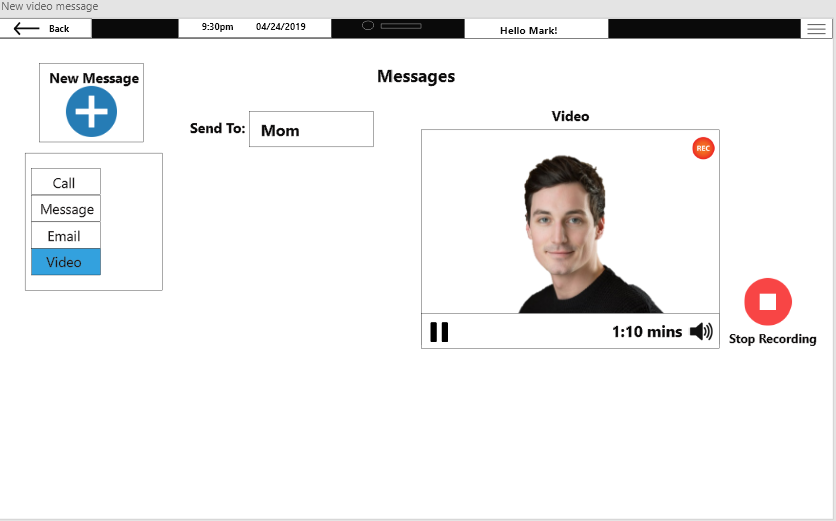 New video message
Back
9:30pm 04/24/2019
Hello Mark!
New Message
Messages
Send To: Mom
Video
REC
Call
Message
Email
Video
1:10 mins
Stop Recording